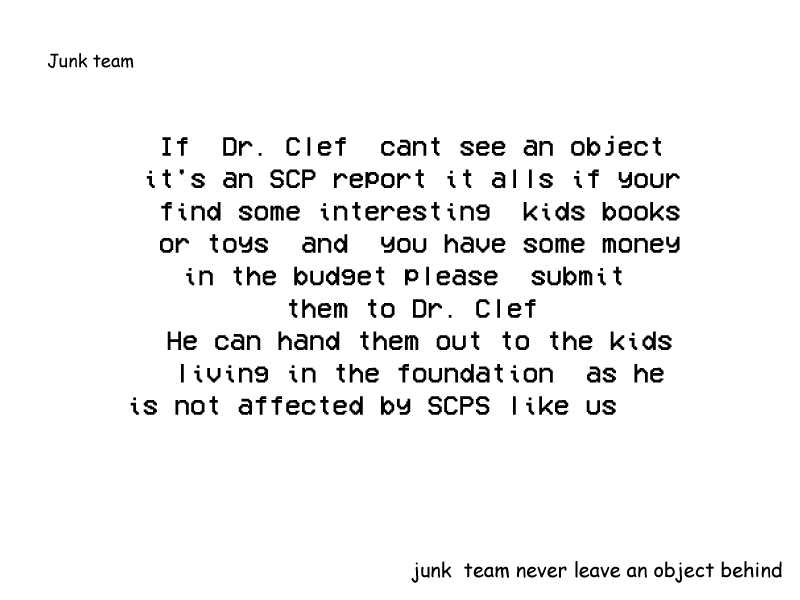 Junk team
If Dr. Clef cant see an object
it's an SCP report it alls if your
find some interesting kids books
or toys and you have some money
in the budget please submit
them to Dr. Clef
He can hand them out to the kids
living in the foundation as he
is not affected by SCPS like us
junk team never leave an object behind